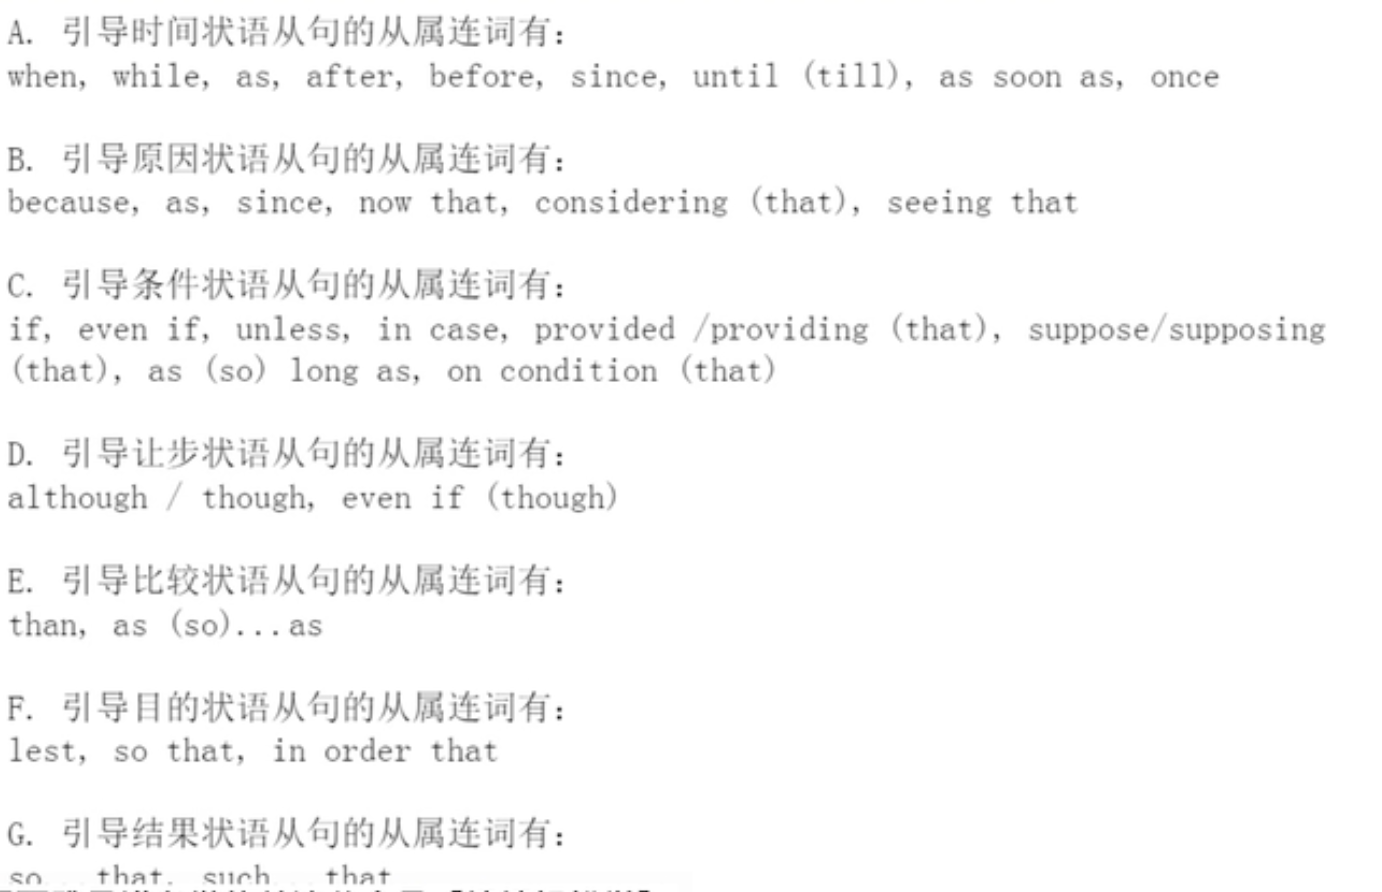 A. 引导时间状语从句的从属连词有：
when, while, as, after, before, since, until (till), as soon as, once
B. 引导原因状语从句的从属连词有：
because, as, since, now that, considering (that), seeing that
C. 引导条件状语从句的从属连词有：
if, even if, unless, in case, provided /providing (that), suppose/supposing
(that), as (so) long as, on condition (that)
D. 引导让步状语从句的从属连词有：
although / though, even if (though)
E. 引导比较状语从句的从属连词有：
than, as (so)...as
F. 引导目的状语从句的从属连词有：
lest, so that, in order that
G. 引导结果状语从句的从属连词有：
so...that, such...that